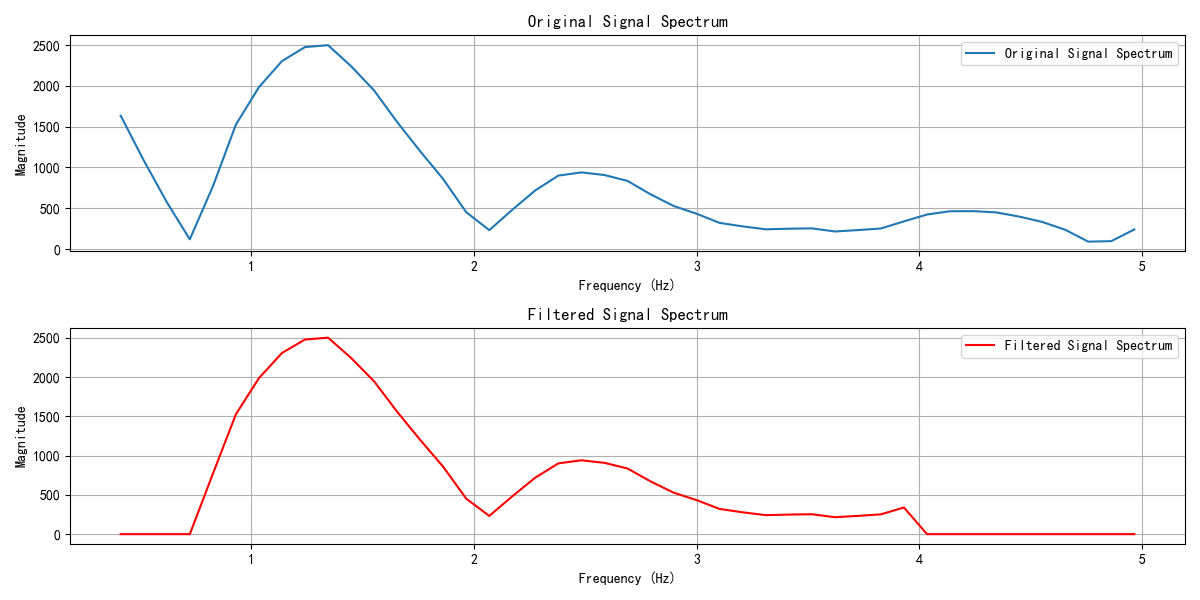 Original Signal Spectrum
2500
2000
1500
1000
500
0
Magnitude
Original Signal Spectrum
1 2 3 4 5
Frequency (Hz)
Filtered Signal Spectrum
2500
2000
1500
1000
500
0
Magnitude
Filtered Signal Spectrum
1 2 3 4 5
Frequency (Hz)